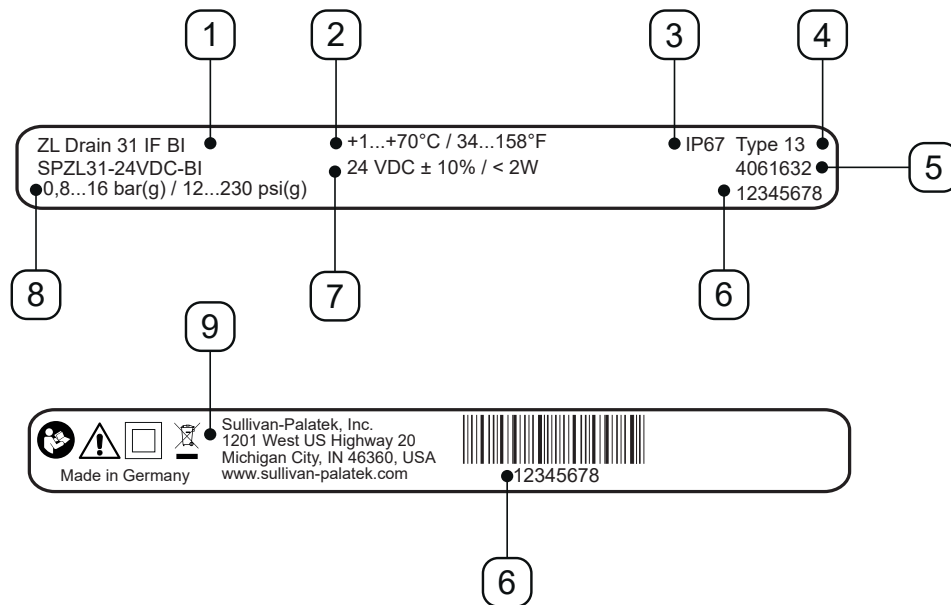 1
2
3
4
ZL Drain 31 IF BI
+1...+70°C / 34...158°F
IP67 Type 13
SPZL31-24VDC-BI
24 VDC ± 10% / < 2W
4061632
5
0,8...16 bar(g) / 12...230 psi(g)
12345678
8
7
6
9
Sullivan-Palatek, Inc.
1201 West US Highway 20
Michigan City, IN 46360, USA
Made in Germany
www.sullivan-palatek.com
12345678
6